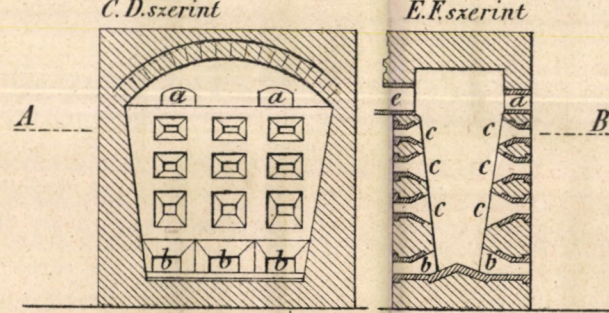 C. D. szerint
E. F. szerint
a a
e a
A B
c c
c c
c c
b b b
b b